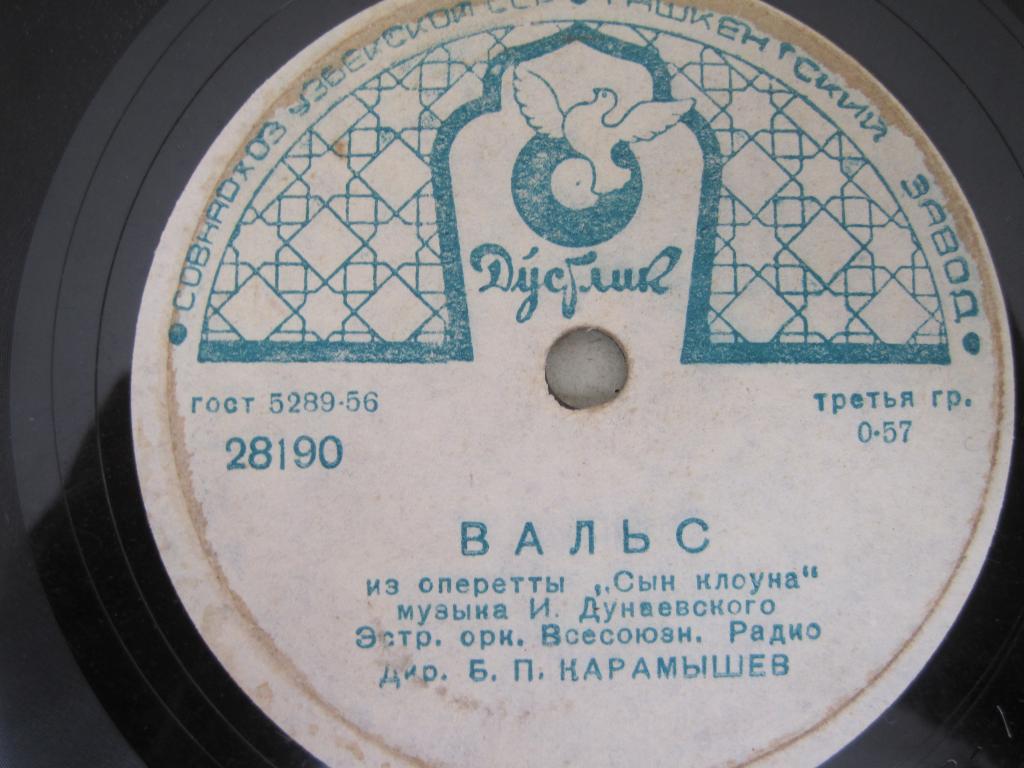 СОВНАРХОЗ УЗБЕКСКОЙ ССР • ТАШКЕНТСКИЙ ЗАВОД
Дўстлик
ГОСТ 5289-56
третья гр.
28190
0-57
ВАЛЬС
из оперетты „Сын клоуна“
музыка И. Дунаевского
Эстр. орк. Всесоюзн. Радио
дир. Б. П. КАРАМЫШЕВ